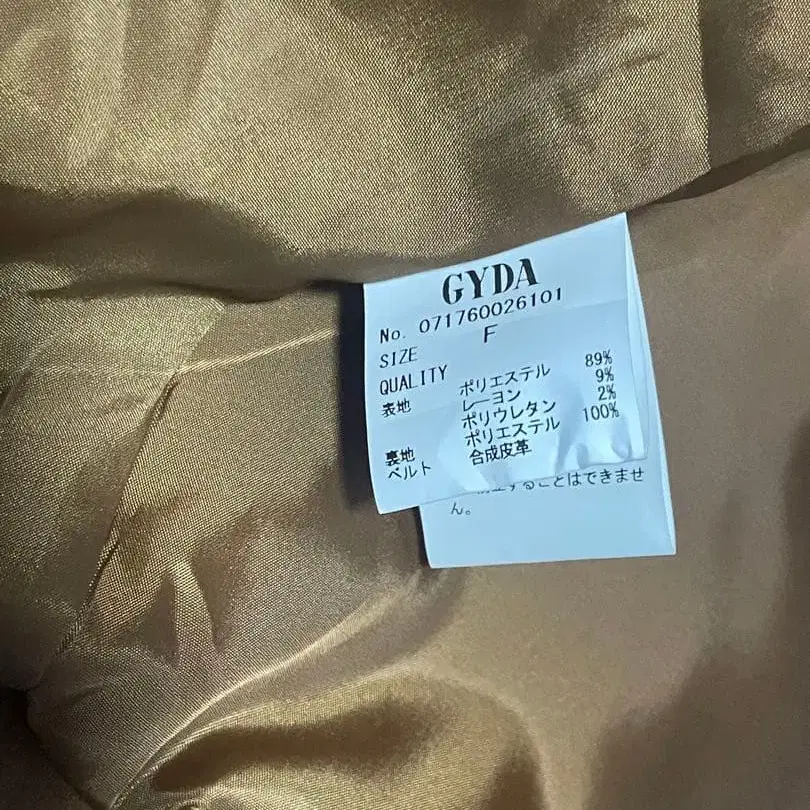 GYDA
No. 071760026101
SIZE F
QUALITY
表地 ポリエステル 89%
レーヨン 9%
ポリウレタン 2%
裏地 ポリエステル 100%
ベルト 合成皮革
することはできませ
ん。